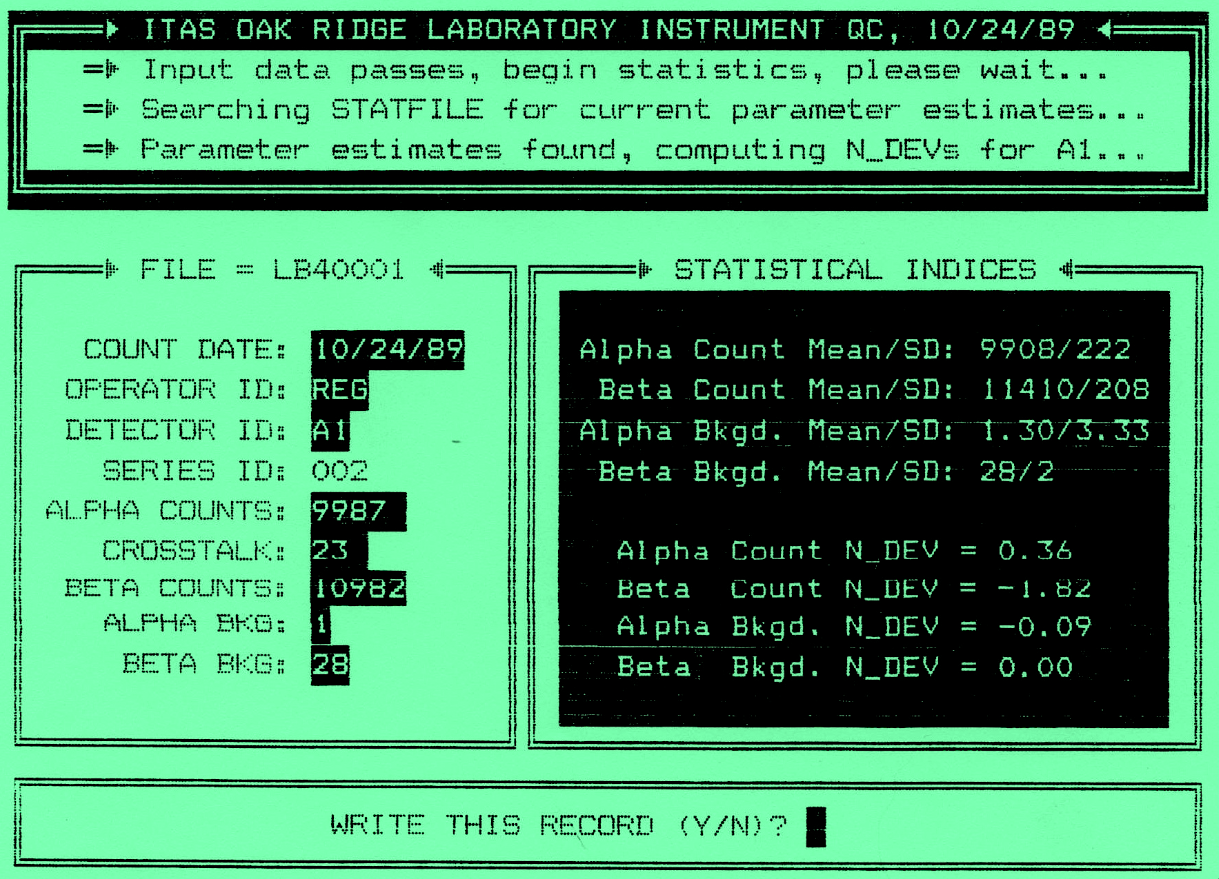 ITAS OAK RIDGE LABORATORY INSTRUMENT QC, 10/24/89
Input data passes, begin statistics, please wait...
Searching STATFILE for current parameter estimates...
Parameter estimates found, computing N_DEVs for A1...
FILE = LB40001
COUNT DATE: 10/24/89
OPERATOR ID: REG
DETECTOR ID: A1
SERIES ID: 002
ALPHA COUNTS: 9987
CROSSTALK: 23
BETA COUNTS: 10982
ALPHA BKG: 1
BETA BKG: 28
STATISTICAL INDICES
Alpha Count Mean/SD: 9908/222
Beta Count Mean/SD: 11410/208
Alpha Bkgd. Mean/SD: 1.30/3.33
Beta Bkgd. Mean/SD: 28/2
Alpha Count N_DEV = 0.36
Beta Count N_DEV = -1.82
Alpha Bkgd. N_DEV = -0.09
Beta Bkgd. N_DEV = 0.00
WRITE THIS RECORD (Y/N)?